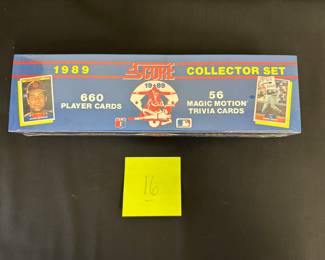 1989
SCORE
COLLECTOR SET
1989
660
PLAYER CARDS
56
MAGIC MOTION
TRIVIA CARDS
16